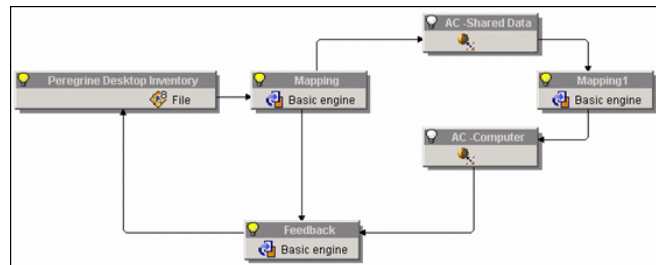 AC -Shared Data
Peregrine Desktop Inventory
File
Mapping
Basic engine
Mapping1
Basic engine
AC -Computer
Feedback
Basic engine